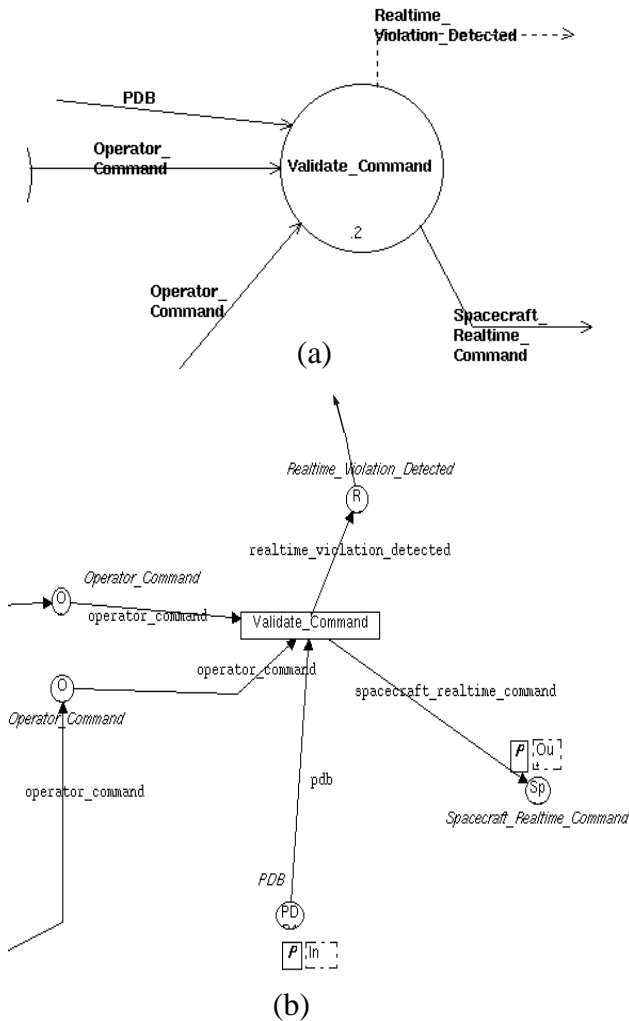 Realtime_
Violation_Detected
PDB
Operator_
Command
Validate_Command
.2
Operator_
Command
Spacecraft_
Realtime_
Command
(a)
Realtime_Violation_Detected
R
realtime_violation_detected
Operator_Command
O
operator_command
Validate_Command
operator_command
O
Operator_Command
spacecraft_realtime_command
operator_command
P
Ou
Sp
pdb
Spacecraft_Realtime_Command
PDB
PD
P
In
(b)